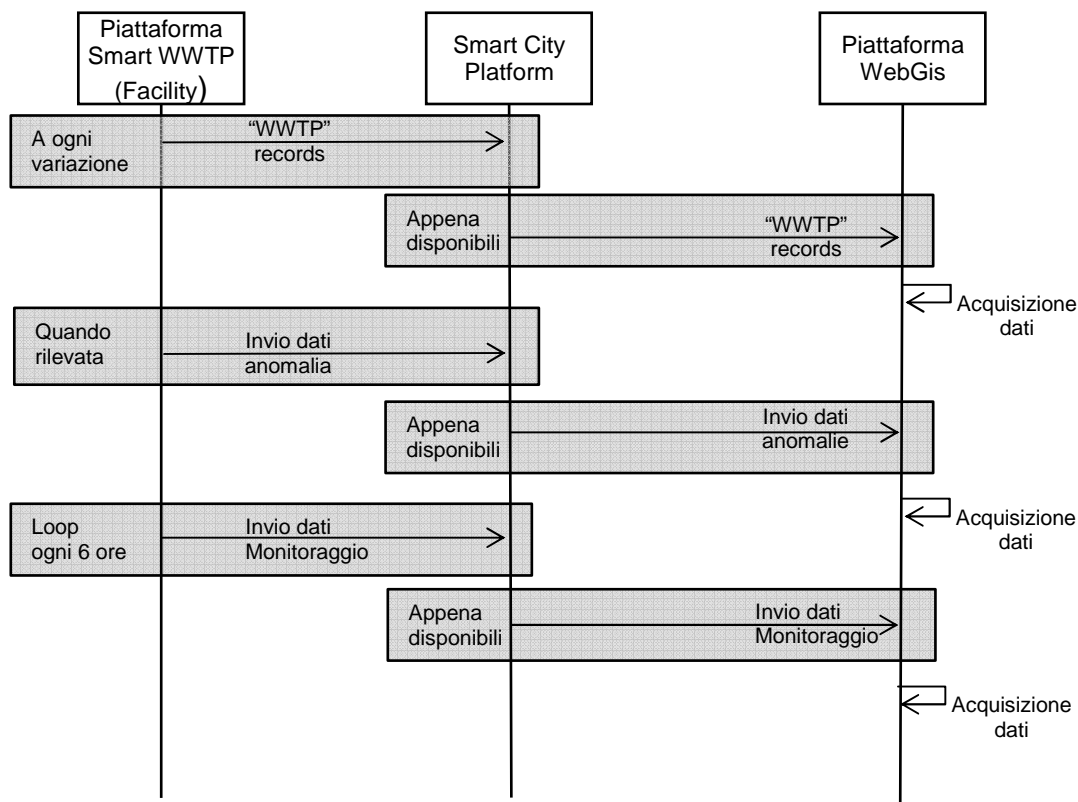 Piattaforma
Smart WWTP
(Facility)
Smart City
Platform
Piattaforma
WebGis
A ogni
variazione
“WWTP”
records
Appena
disponibili
“WWTP”
records
Acquisizione
dati
Quando
rilevata
Invio dati
anomalia
Appena
disponibili
Invio dati
anomalie
Acquisizione
dati
Loop
ogni 6 ore
Invio dati
Monitoraggio
Appena
disponibili
Invio dati
Monitoraggio
Acquisizione
dati